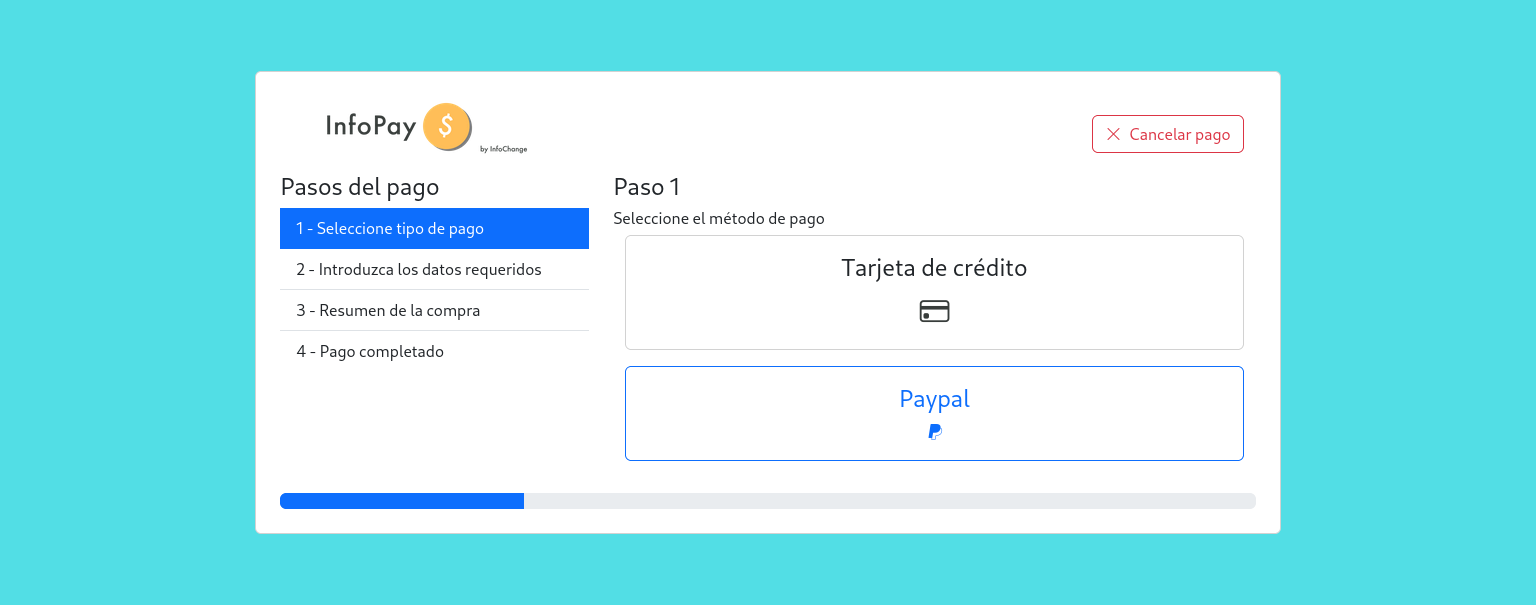 InfoPay $
by InfoChange
Cancelar pago
Pasos del pago
1 - Seleccione tipo de pago
2 - Introduzca los datos requeridos
3 - Resumen de la compra
4 - Pago completado
Paso 1
Seleccione el método de pago
Tarjeta de crédito
Paypal